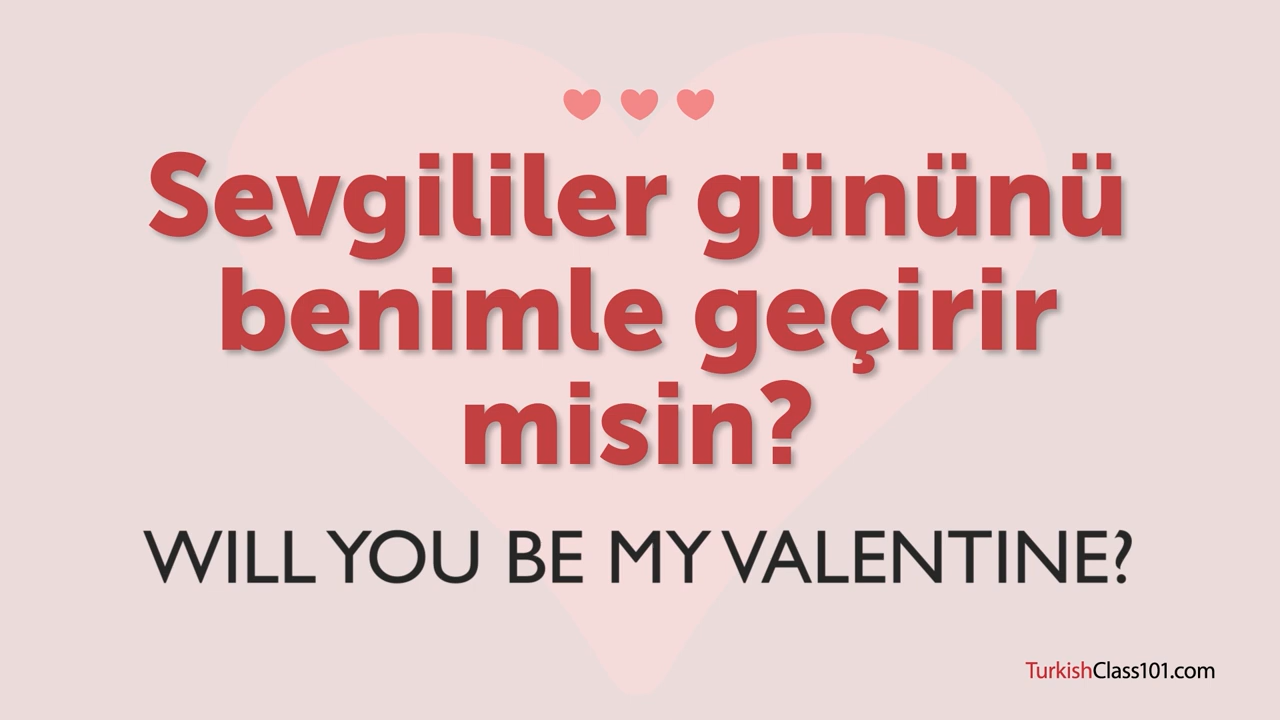 Sevgililer gününü
benimle geçirir
misin?
WILL YOU BE MY VALENTINE?
TurkishClass101.com